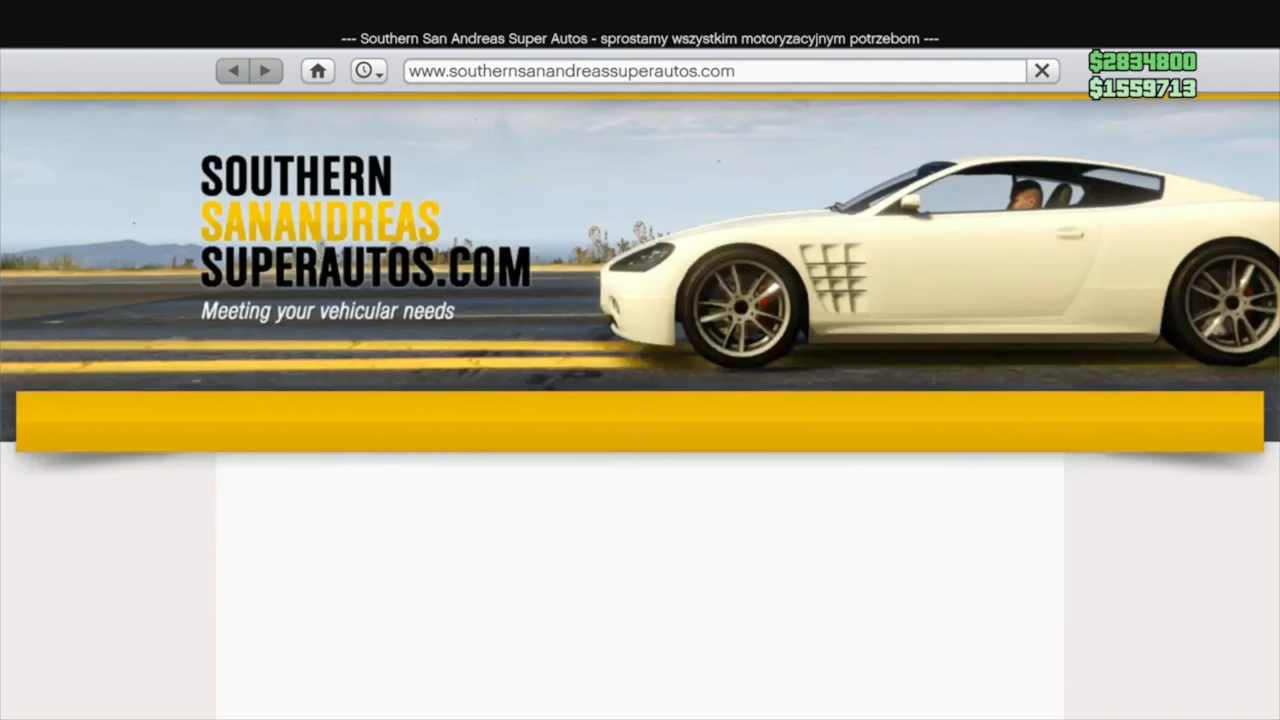 --- Southern San Andreas Super Autos - sprostamy wszystkim motoryzacyjnym potrzebom ---
www.southernsanandreassuperautos.com
$2834800
$1559713
SOUTHERN
SANANDREAS
SUPERAUTOS.COM
Meeting your vehicular needs